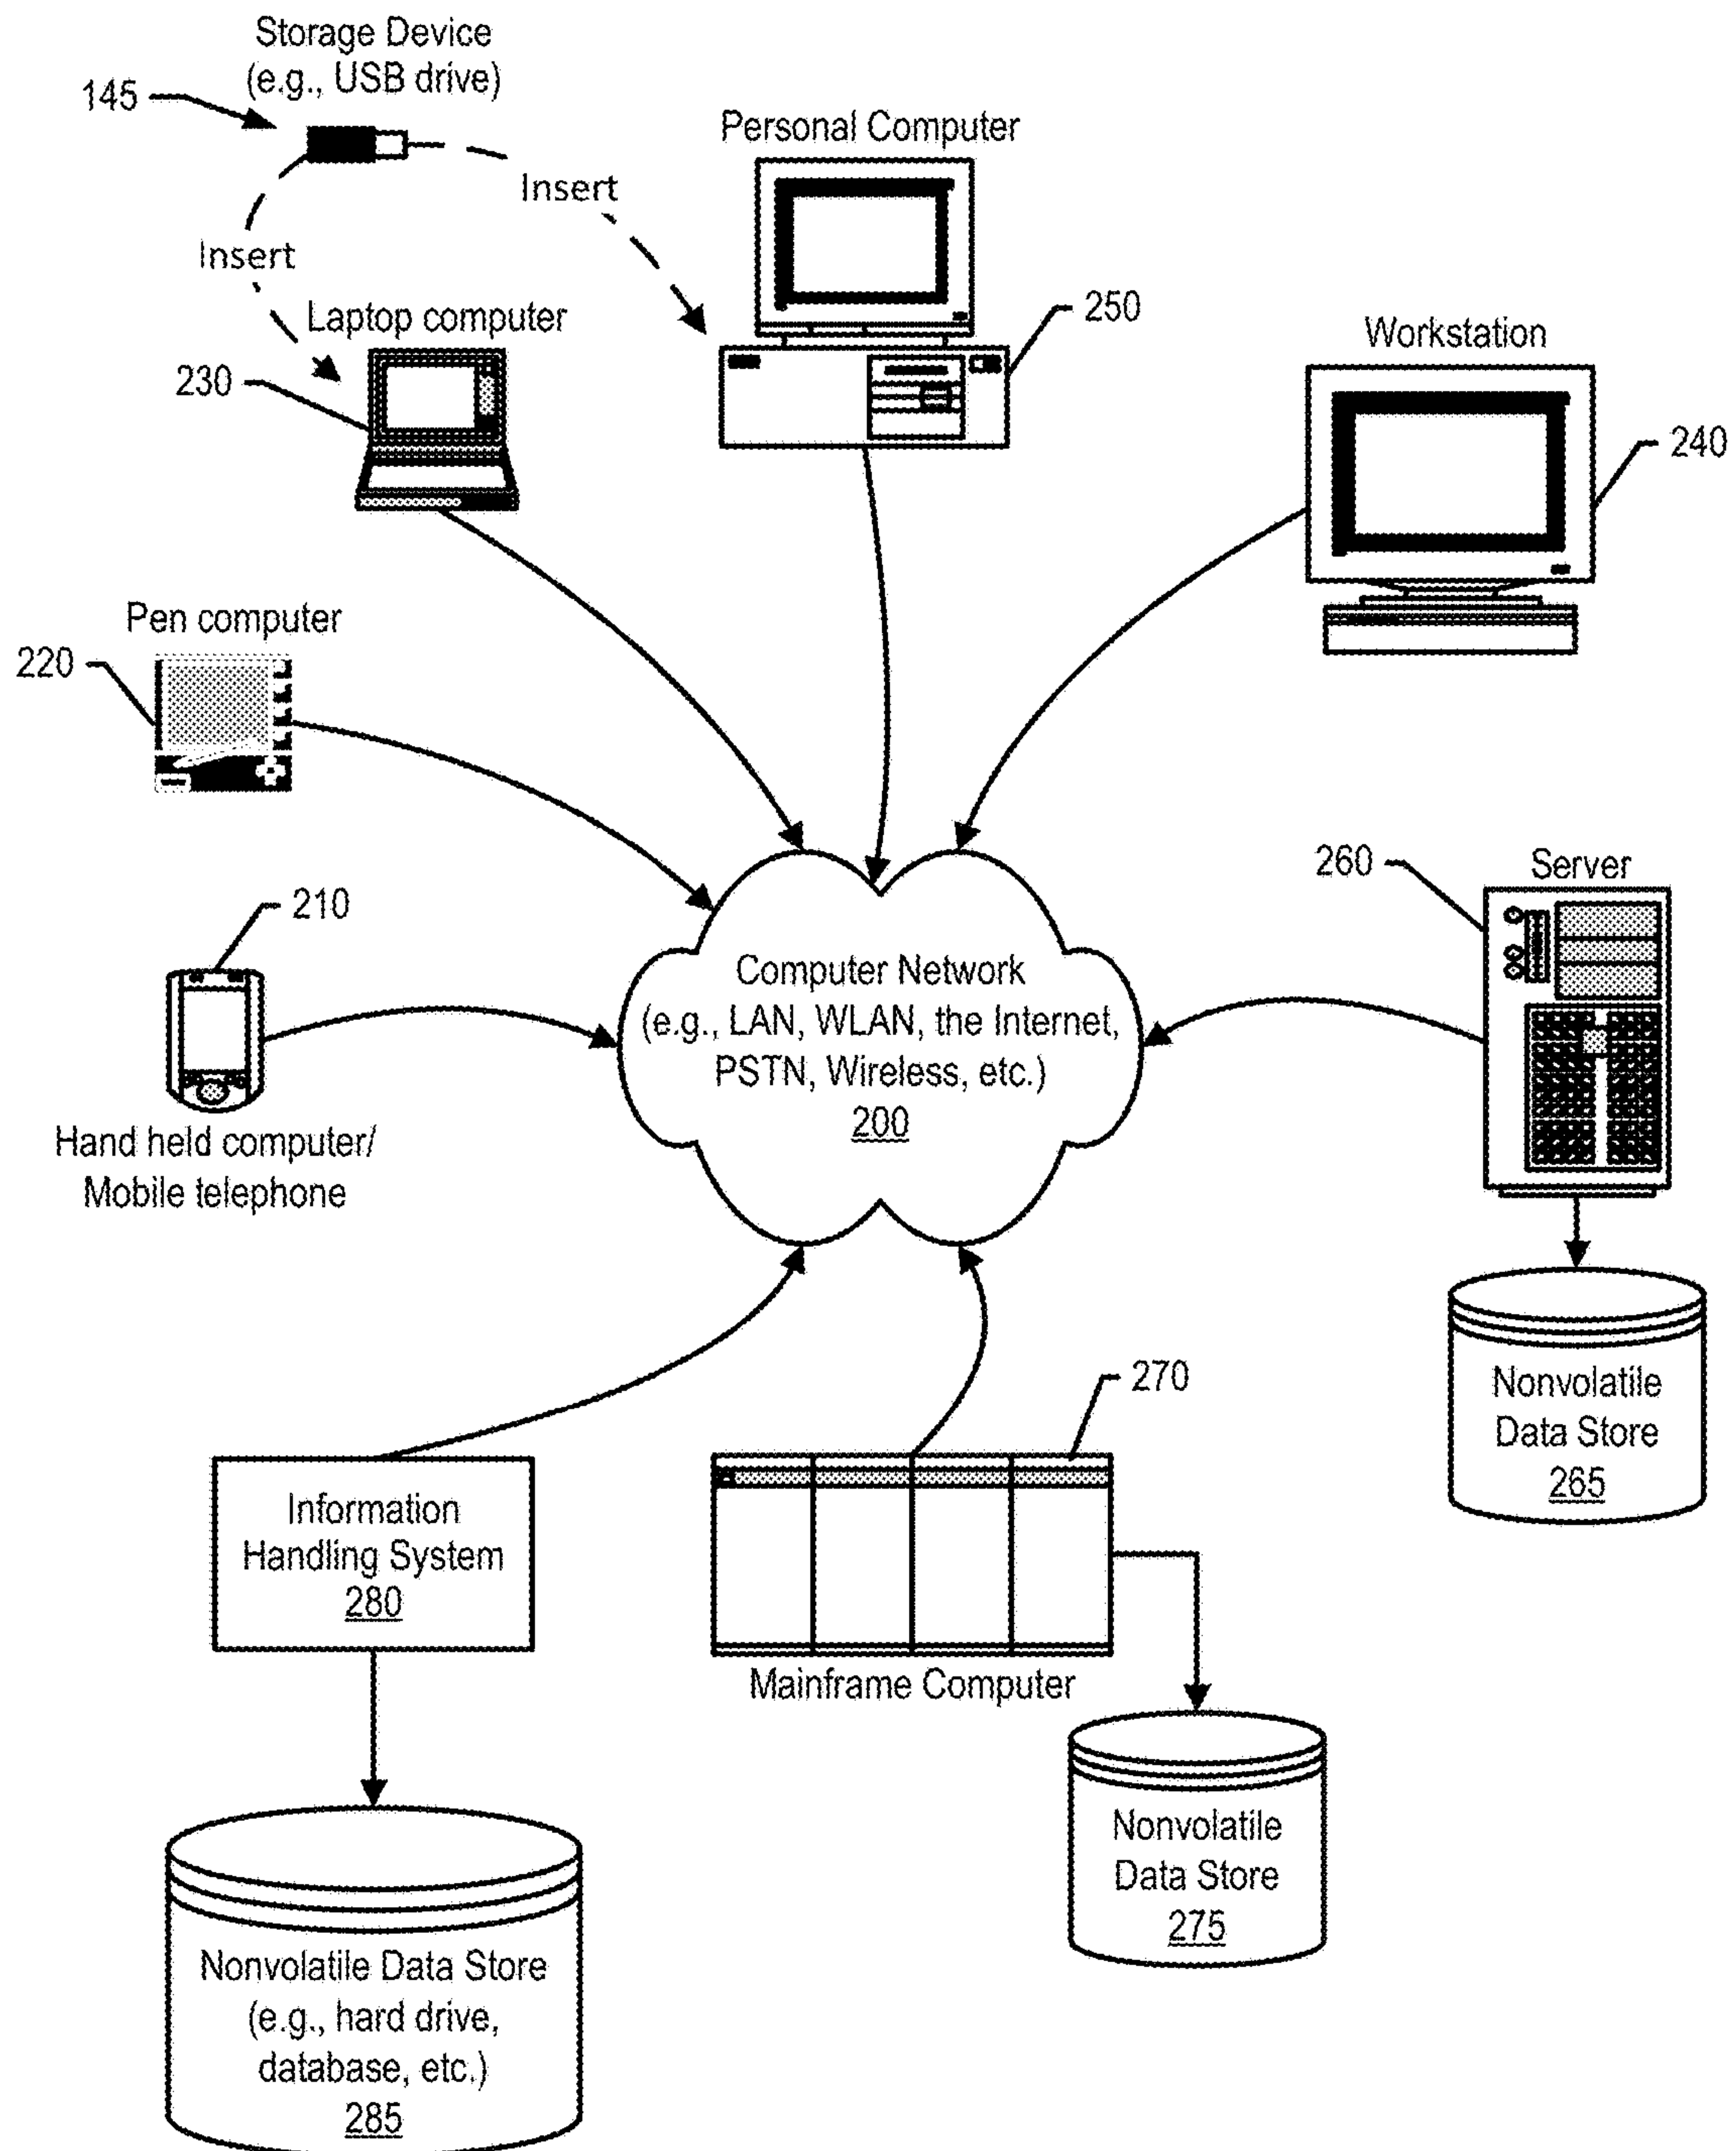 Storage Device
(e.g., USB drive)
145
Personal Computer
Insert
Insert
Laptop computer
250
Workstation
230
240
Pen computer
220
260
Server
210
Computer Network
(e.g., LAN, WLAN, the Internet,
PSTN, Wireless, etc.)
200
Hand held computer/
Mobile telephone
270
Nonvolatile
Data Store
265
Information
Handling System
280
Mainframe Computer
Nonvolatile
Data Store
275
Nonvolatile Data Store
(e.g., hard drive,
database, etc.)
285